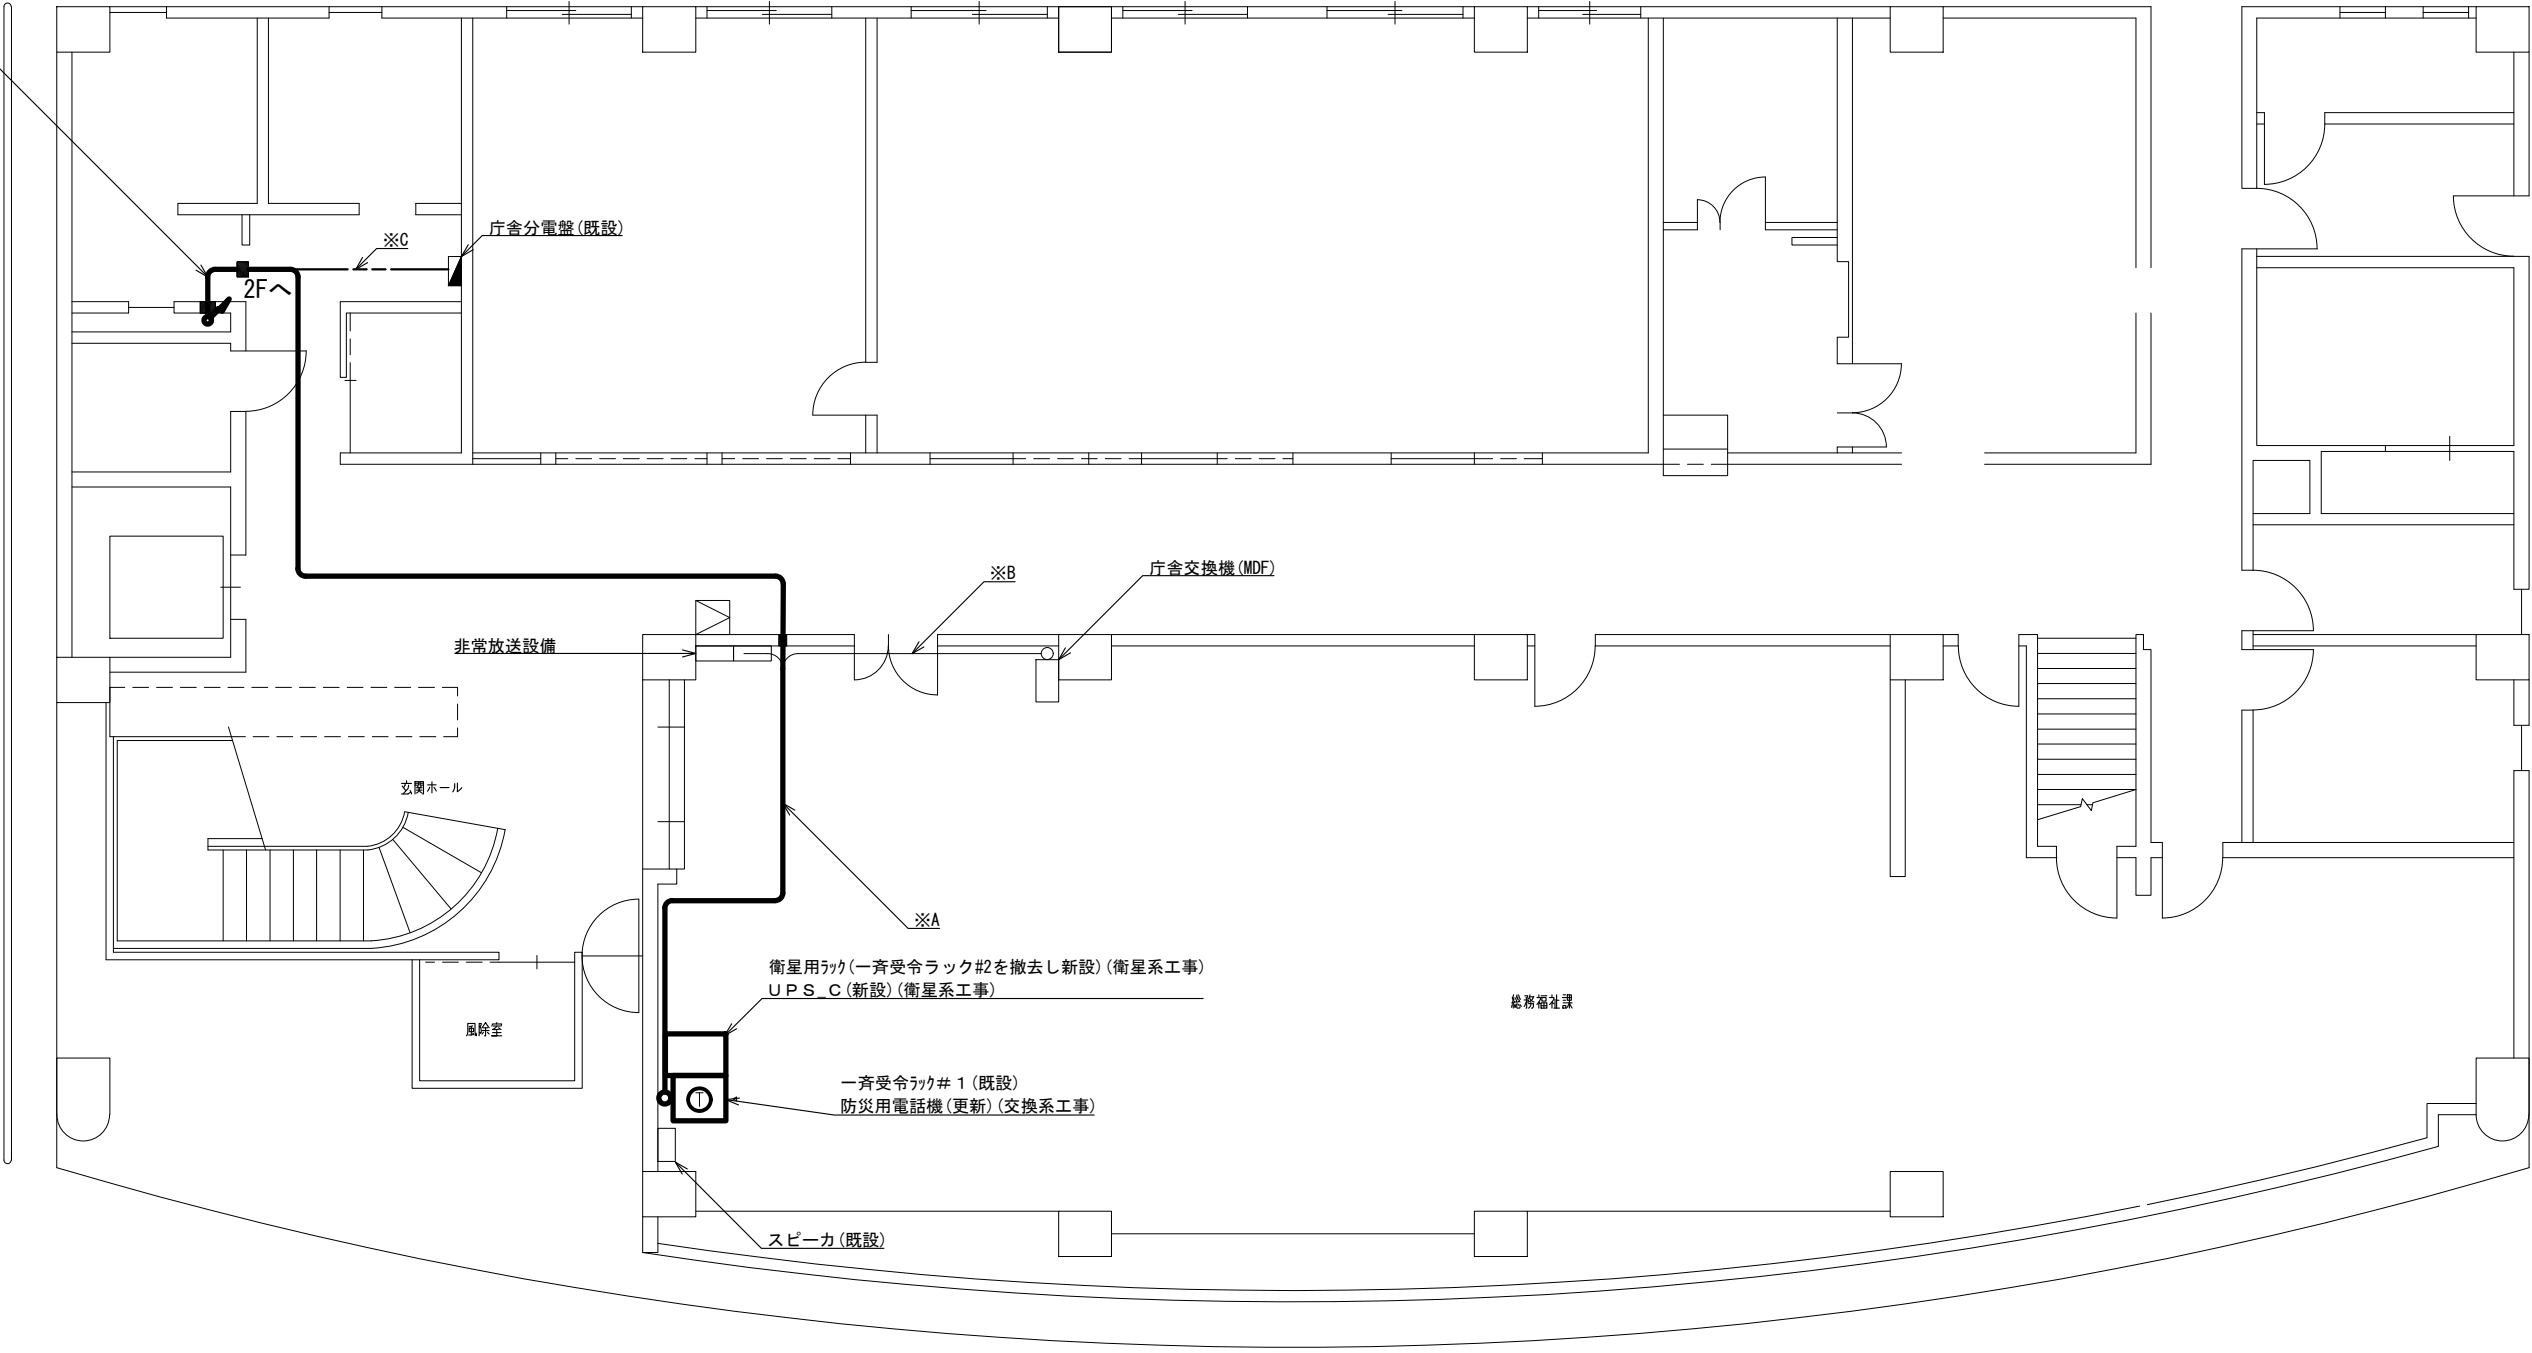 庁舎分電盤(既設)
※C
2Fへ
※B
庁舎交換機(MDF)
非常放送設備
玄関ホール
※A
衛星用ﾗｯｸ(一斉受令ラック#2を撤去し新設)(衛星系工事)
ＵＰＳ_Ｃ(新設)(衛星系工事)
総務福祉課
風除室
一斉受令ﾗｯｸ＃１(既設)
防災用電話機(更新)(交換系工事)
T
スピーカ(既設)